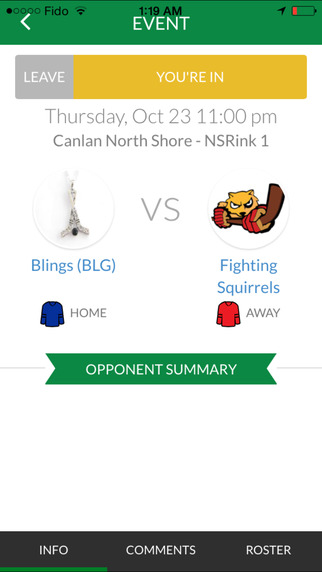 Fido 1:19 AM
EVENT
LEAVE YOU'RE IN
Thursday, Oct 23 11:00 pm
Canlan North Shore - NSRink 1
VS
Blings (BLG) Fighting
Squirrels
HOME AWAY
OPPONENT SUMMARY
INFO COMMENTS ROSTER